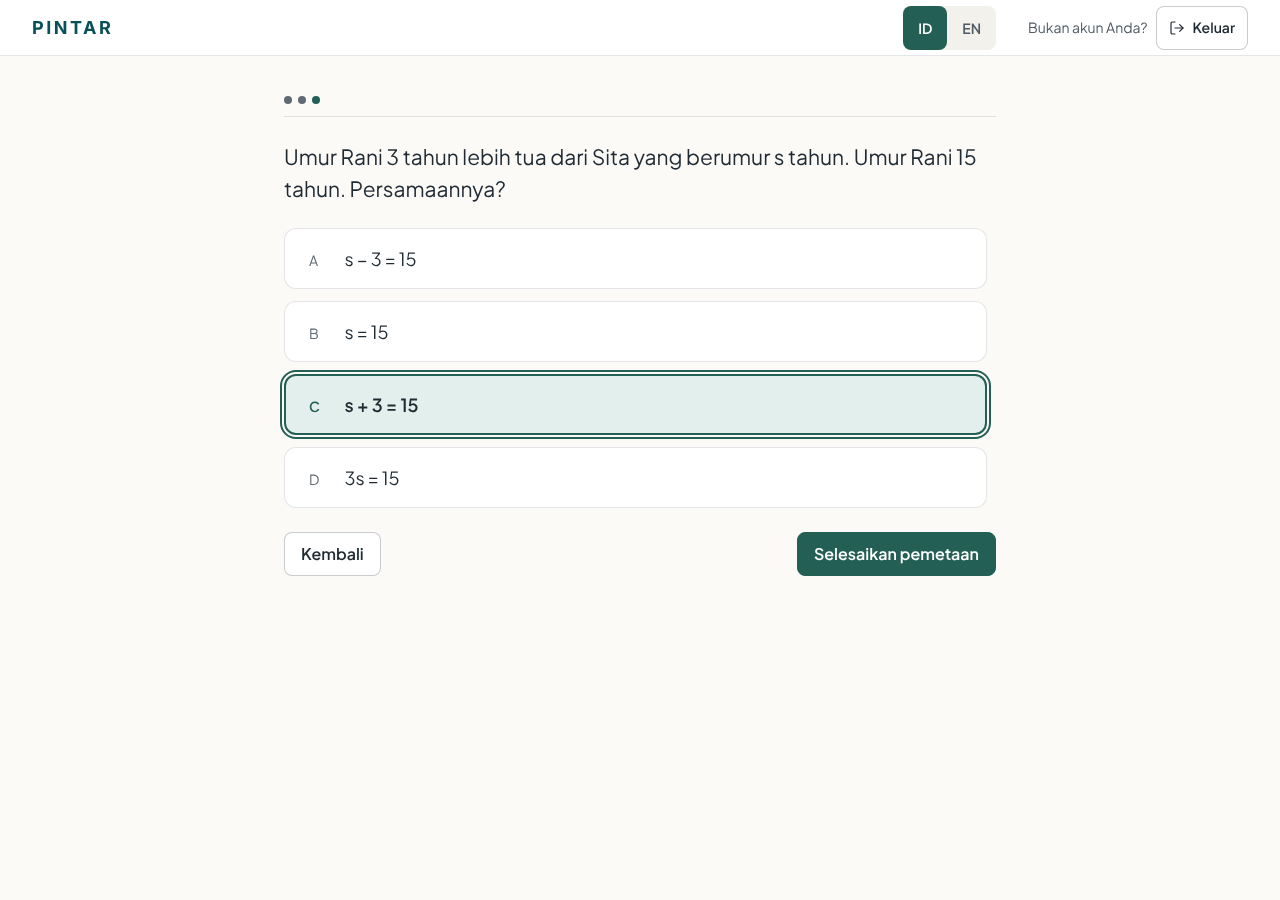 PINTAR
ID
EN
Bukan akun Anda?
Keluar
Umur Rani 3 tahun lebih tua dari Sita yang berumur s tahun. Umur Rani 15
tahun. Persamaannya?
A s – 3 = 15
B s = 15
C s + 3 = 15
D 3s = 15
Kembali
Selesaikan pemetaan